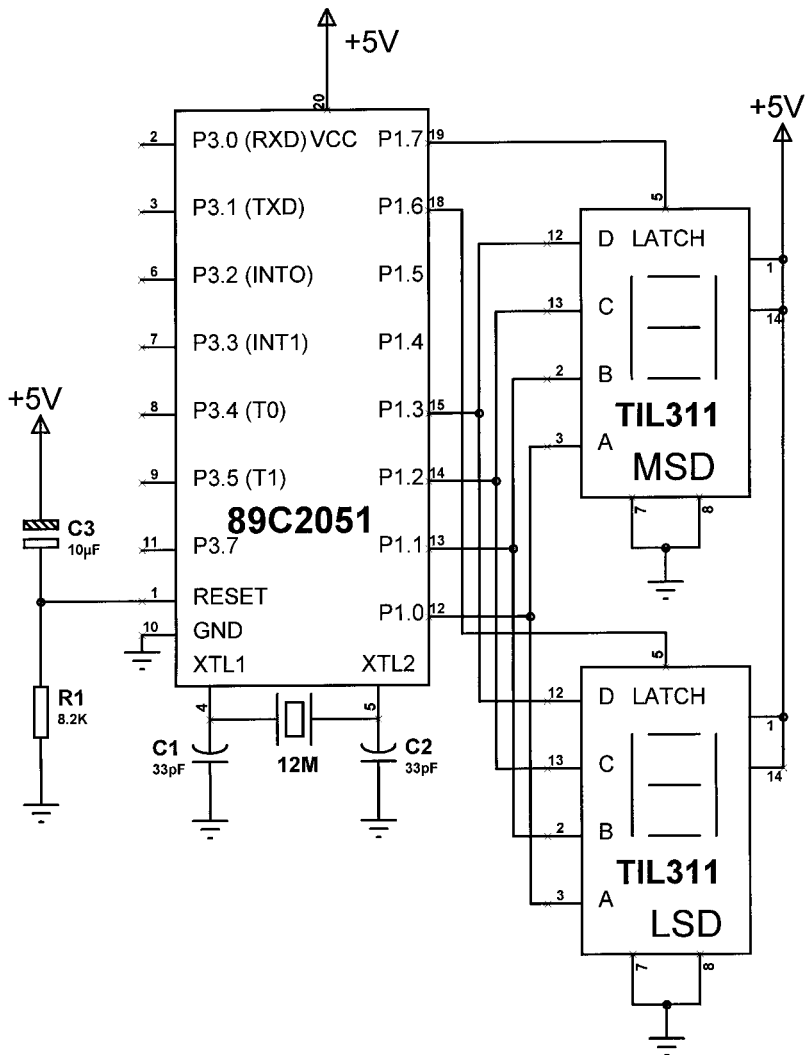 +5V
20
2 P3.0 (RXD) VCC P1.7 19
3 P3.1 (TXD) P1.6 18
6 P3.2 (INTO) P1.5
7 P3.3 (INT1) P1.4
8 P3.4 (T0) P1.3 15
9 P3.5 (T1) P1.2 14
89C2051
11 P3.7 P1.1 13
1 RESET
P1.0 12
10 GND
XTL1 XTL2
4 5
+5V
C3
10µF
R1
8.2K
C1
33pF
12M
C2
33pF
+5V
5
12 D LATCH
1
13 C
14
2 B
TIL311
3 A
MSD
7 8
5
12 D LATCH
1
13 C
14
2 B
TIL311
3 A
LSD
7 8